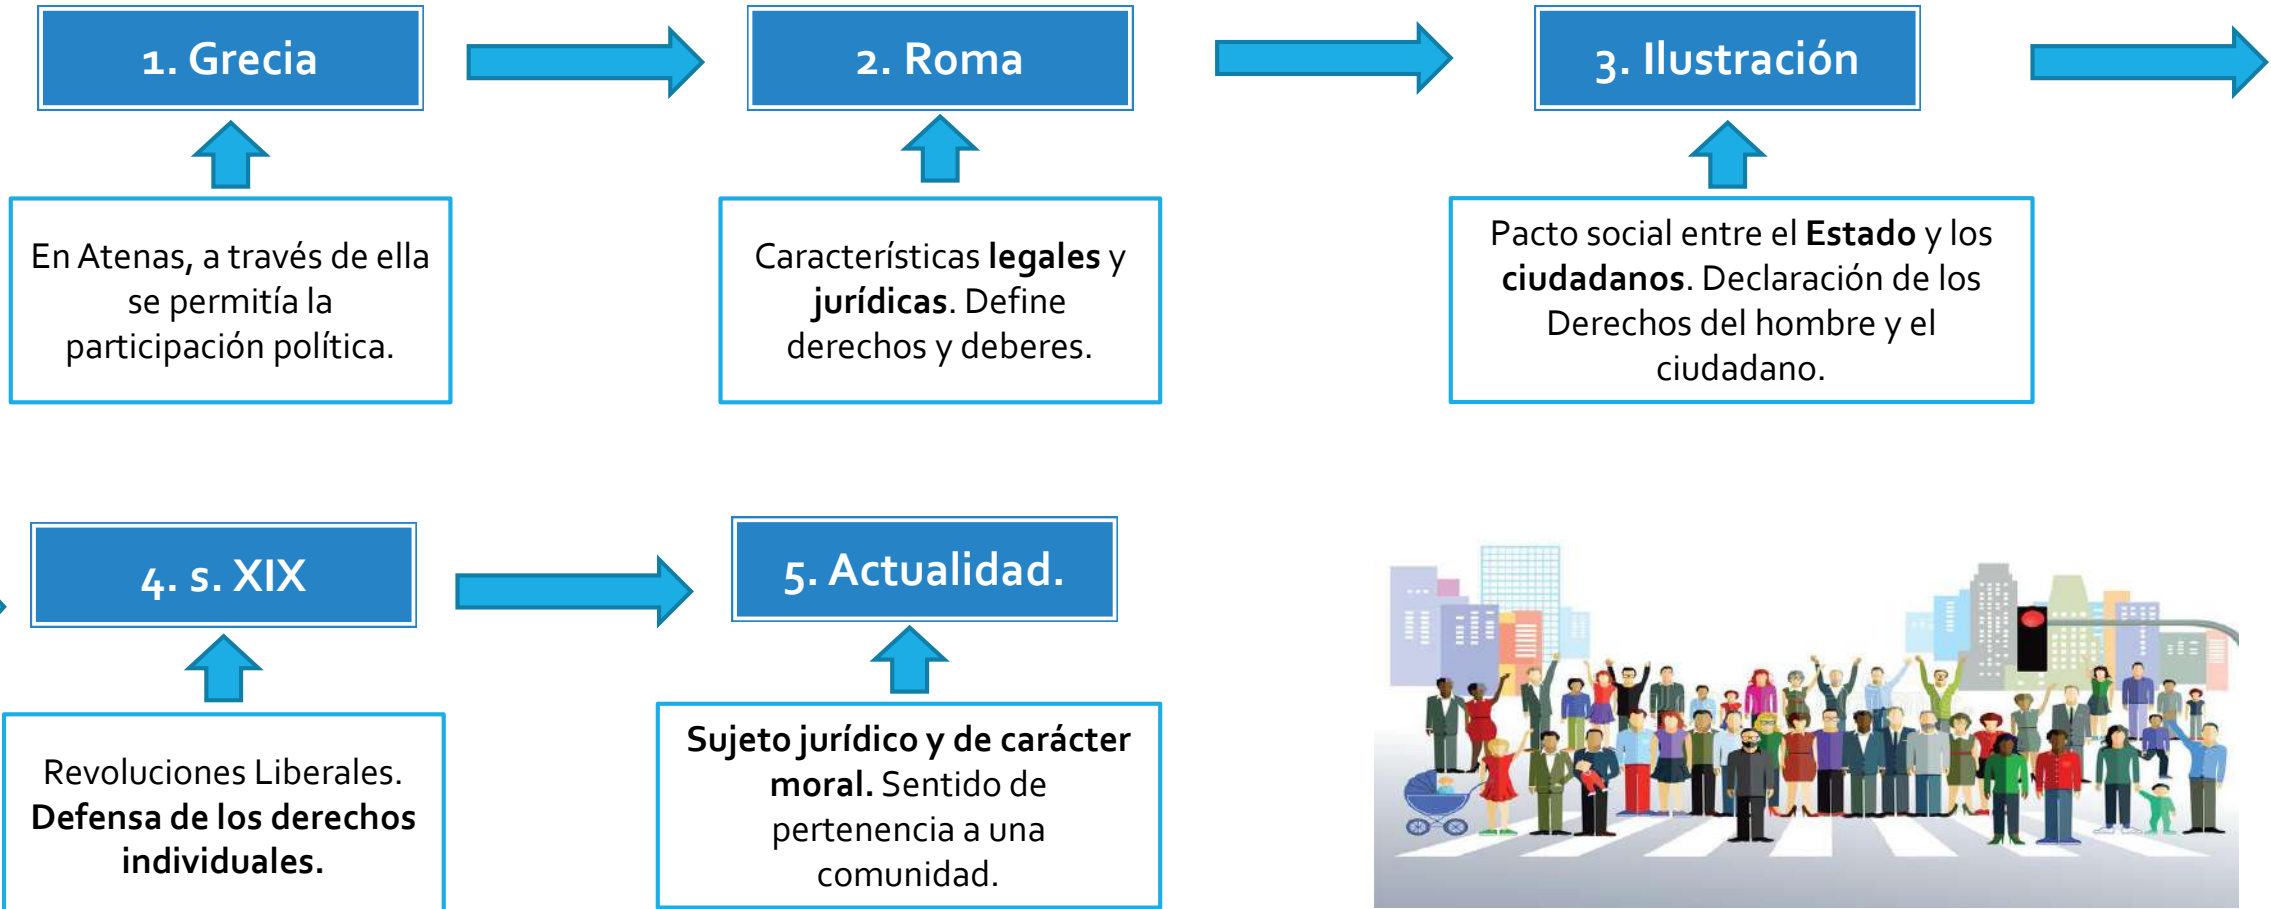 1. Grecia
2. Roma
3. Ilustración
En Atenas, a través de ella
se permitía la
participación política.
Características legales y
jurídicas. Define
derechos y deberes.
Pacto social entre el Estado y los
ciudadanos. Declaración de los
Derechos del hombre y el
ciudadano.
4. s. XIX
5. Actualidad.
Revoluciones Liberales.
Defensa de los derechos
individuales.
Sujeto jurídico y de carácter
moral. Sentido de
pertenencia a una
comunidad.